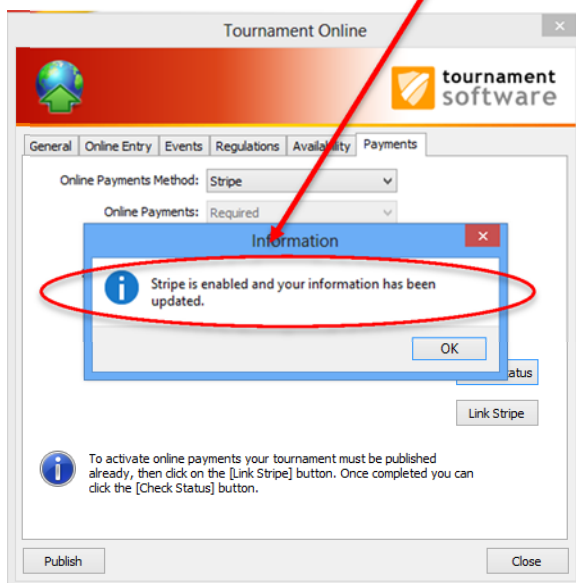 Tournament Online
tournament
software
General Online Entry Events Regulations Availability Payments
Online Payments Method: Stripe
Online Payments: Required
Information
Stripe is enabled and your information has been
updated.
OK
Link Stripe
To activate online payments your tournament must be published
already, then click on the [Link Stripe] button. Once completed you can
click the [Check Status] button.
Publish Close